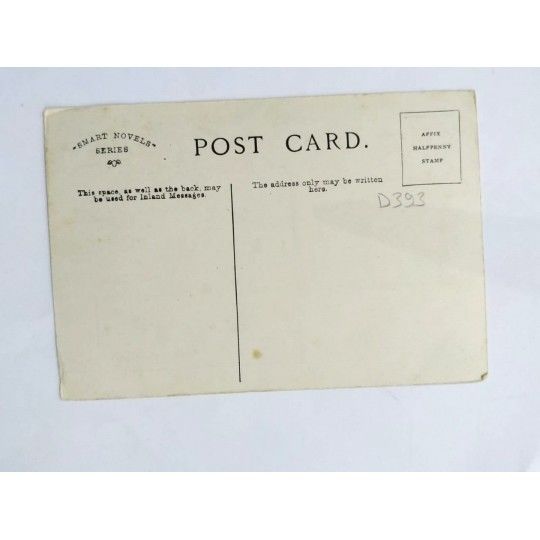 "SMART NOVELS"
SERIES
POST CARD.
AFFIX
HALFPENNY
STAMP
This space, as well as the back, may
be used for Inland Messages.
The address only may be written
here.
D393